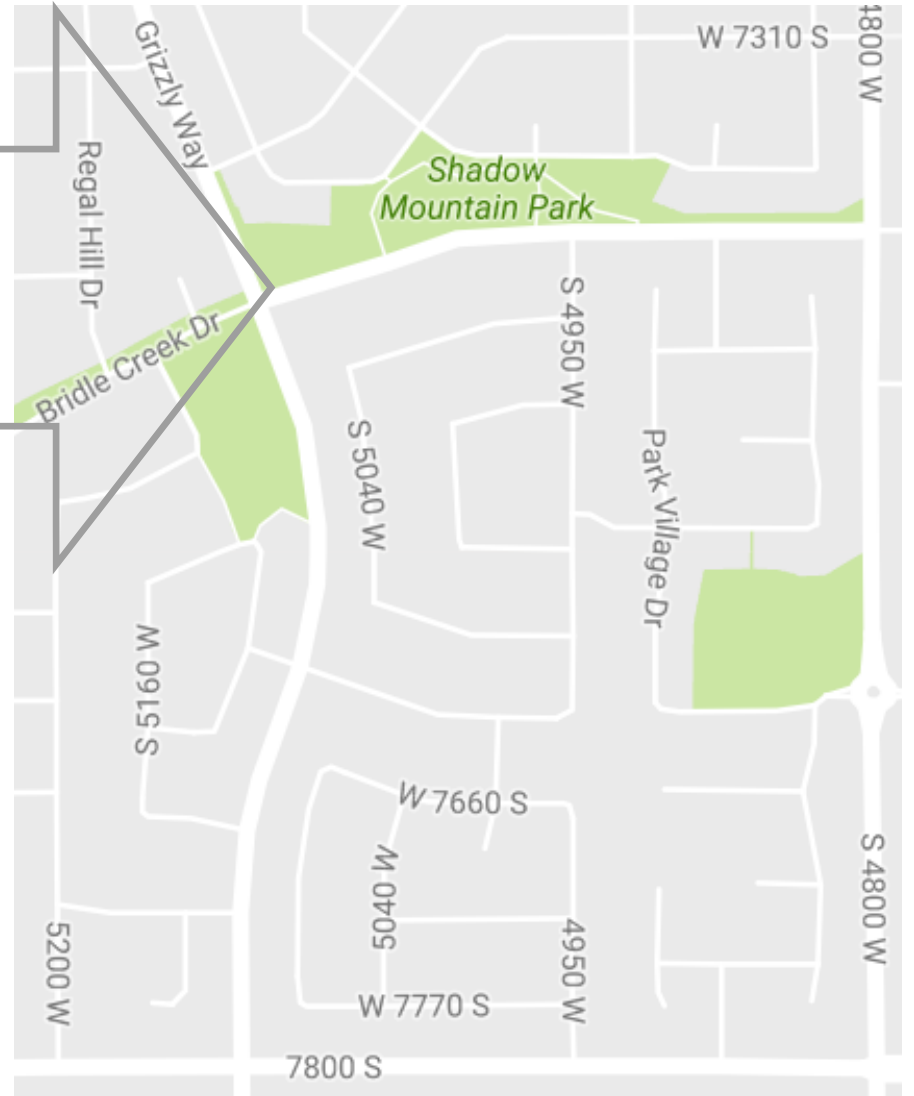 Grizzly Way
W 7310 S
4800 W
Regal Hill Dr
Shadow
Mountain Park
Bridle Creek Dr
S 4950 W
S 5040 W
Park Village Dr
S 5160 W
W 7660 S
5040 W
S 4800 W
5200 W
4950 W
W 7770 S
7800 S